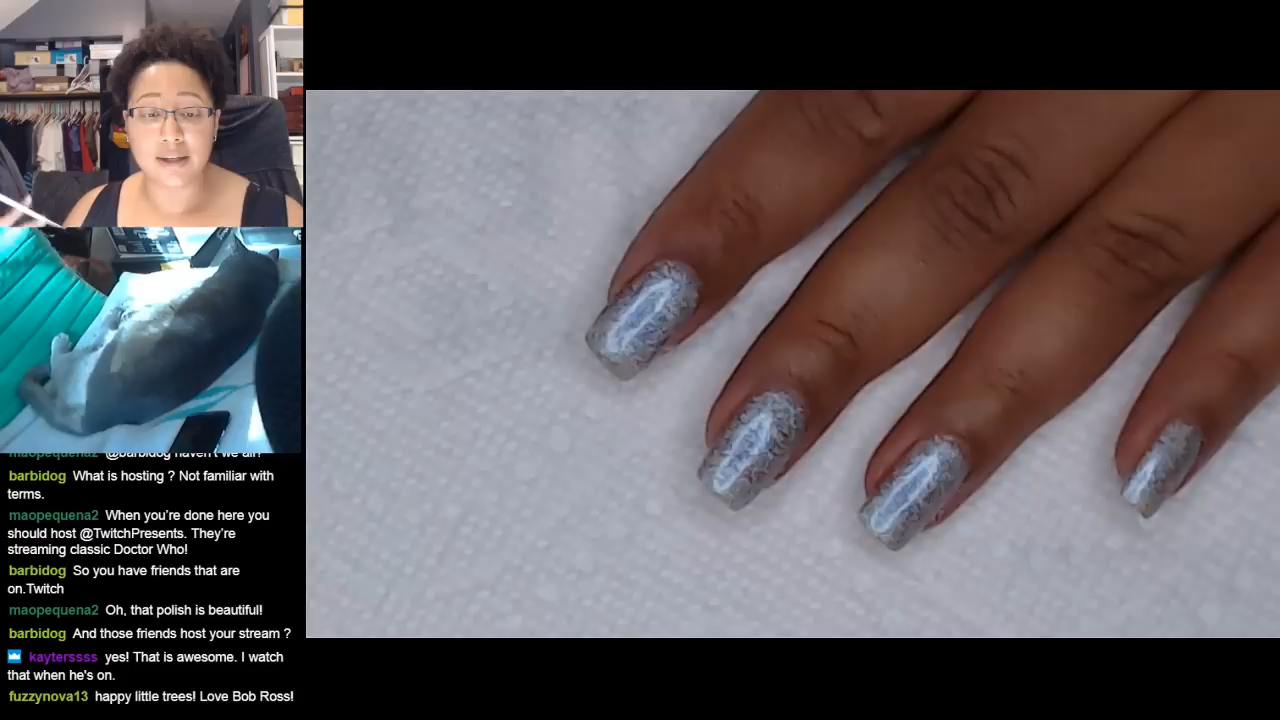 maopequena2 @barbidog haven't we all!
barbidog What is hosting ? Not familiar with
terms.
maopequena2 When you're done here you
should host @TwitchPresents. They're
streaming classic Doctor Who!
barbidog So you have friends that are
on.Twitch
maopequena2 Oh, that polish is beautiful!
barbidog And those friends host your stream ?
kayterssss yes! That is awesome. I watch
that when he's on.
fuzzynova13 happy little trees! Love Bob Ross!